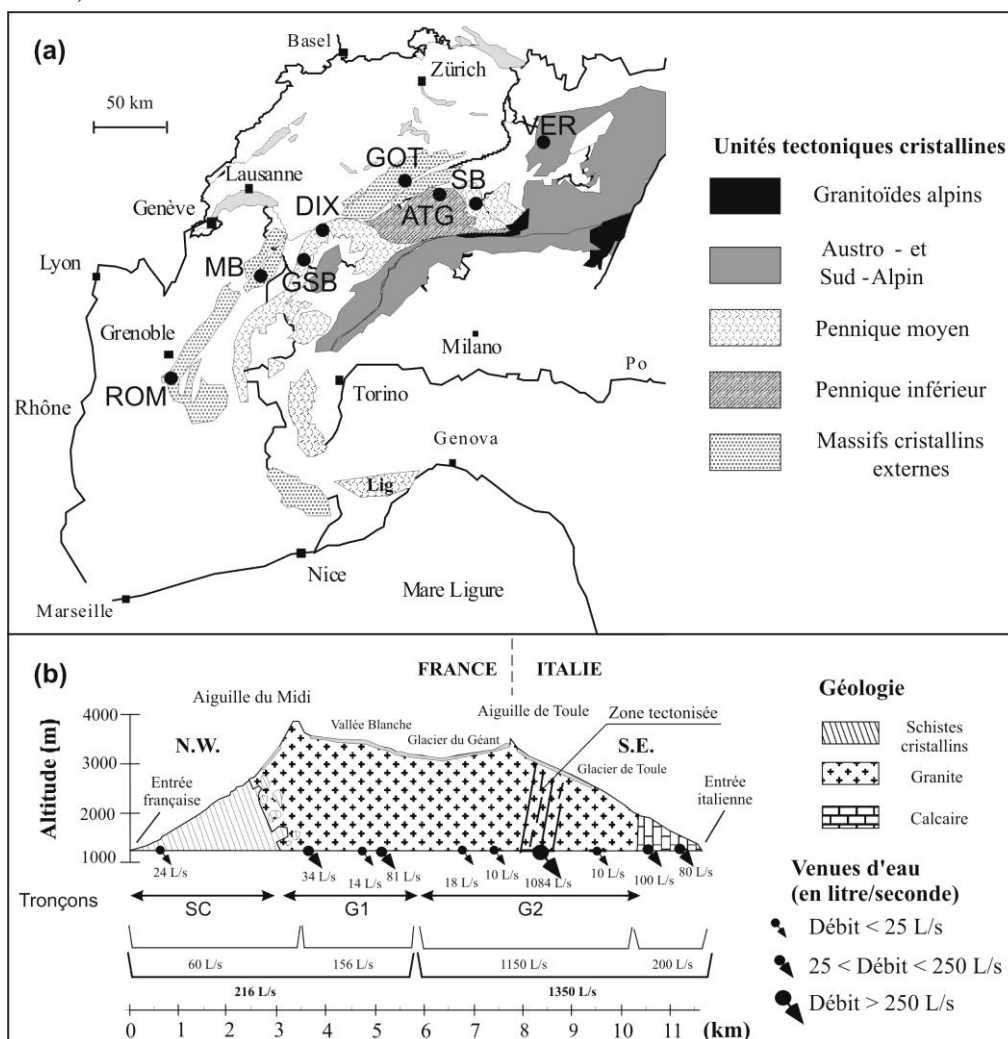 (a)
Basel
Zürich
50 km
VER
GOT
SB
Lausanne
DIX
ATG
Genève
Lyon
MB
GSB
Grenoble
Milano
Po
ROM
Torino
Rhône
Genova
Lig
Nice
Mare Ligure
Marseille
Unités tectoniques cristallines
Granitoïdes alpins
Austro - et
Sud -Alpin
Pennique moyen
Pennique inférieur
Massifs cristallins
externes
(b)
FRANCE
ITALIE
Aiguille du Midi
Aiguille de Toule
Zone tectonisée
Vallée Blanche
Glacier du Géant
N.W.
S.E.
Glacier de Toule
Entrée
française
Entrée
italienne
Altitude (m)
4000
3000
2000
1000
24 L/s
34 L/s
14 L/s
81 L/s
18 L/s
10 L/s
1084 L/s
10 L/s
100 L/s
80 L/s
Tronçons
SC
G1
G2
60 L/s
156 L/s
1150 L/s
200 L/s
216 L/s
1350 L/s
0 1 2 3 4 5 6 7 8 9 10 11 (km)
Géologie
Schistes
cristallins
Granite
Calcaire
Venues d'eau
(en litre/seconde)
Débit < 25 L/s
25 < Débit < 250 L/s
Débit > 250 L/s